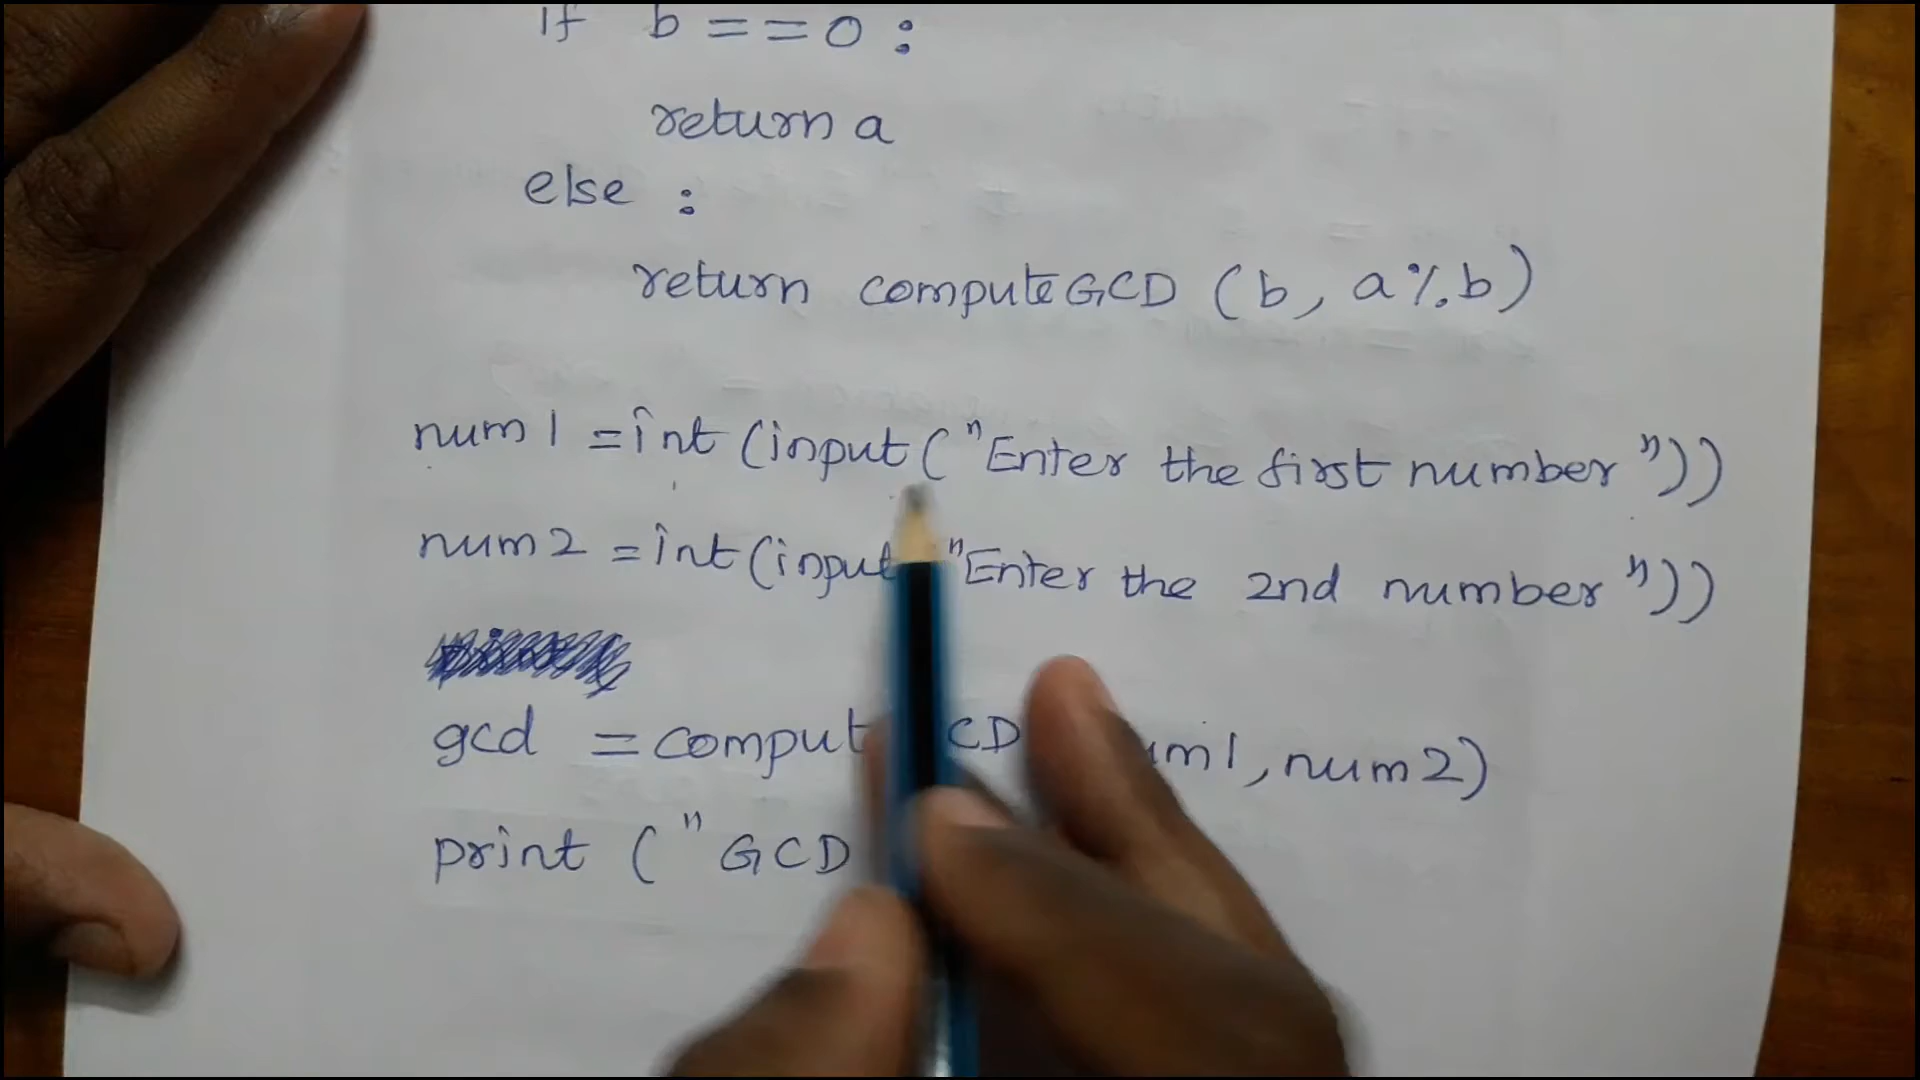 if b == 0 :
return a
else :
return computeGCD (b, a%b)
num1 = int (input ("Enter the first number"))
num2 = int (input "Enter the 2nd number"))
gcd = comput CD um1, num2)
print ("GCD